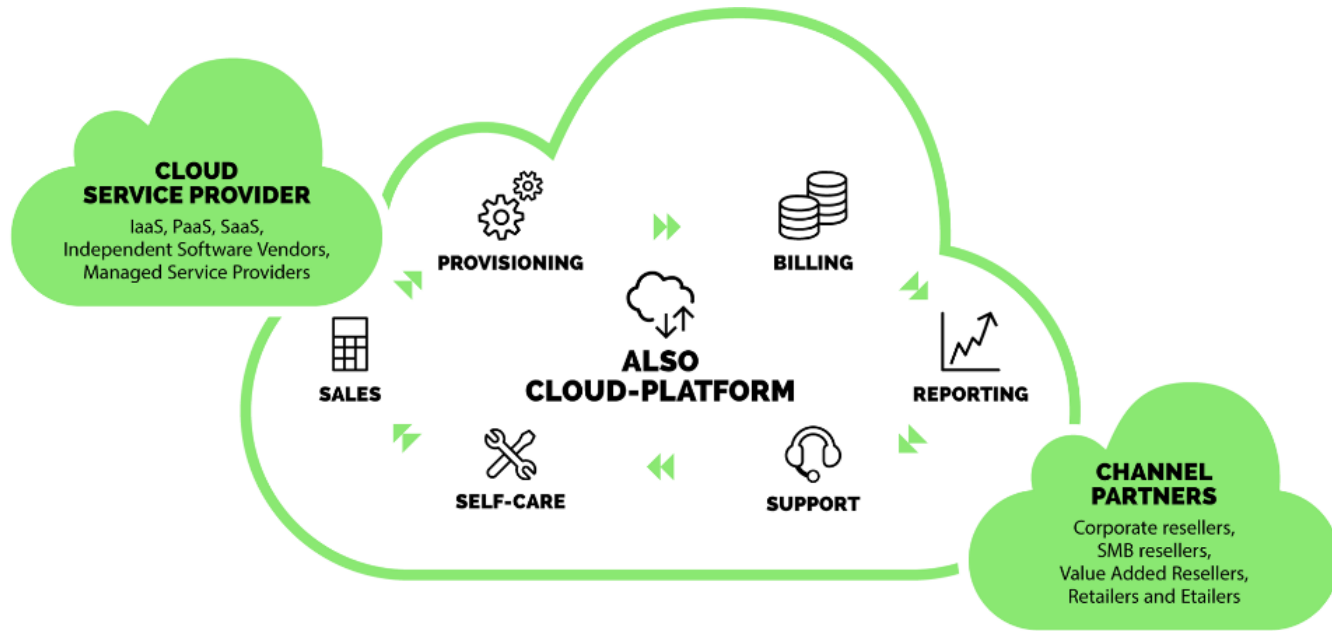 CLOUD
SERVICE PROVIDER
IaaS, PaaS, SaaS,
Independent Software Vendors,
Managed Service Providers
PROVISIONING
BILLING
ALSO
CLOUD-PLATFORM
SALES
REPORTING
SELF-CARE
SUPPORT
CHANNEL
PARTNERS
Corporate resellers,
SMB resellers,
Value Added Resellers,
Retailers and Etailers